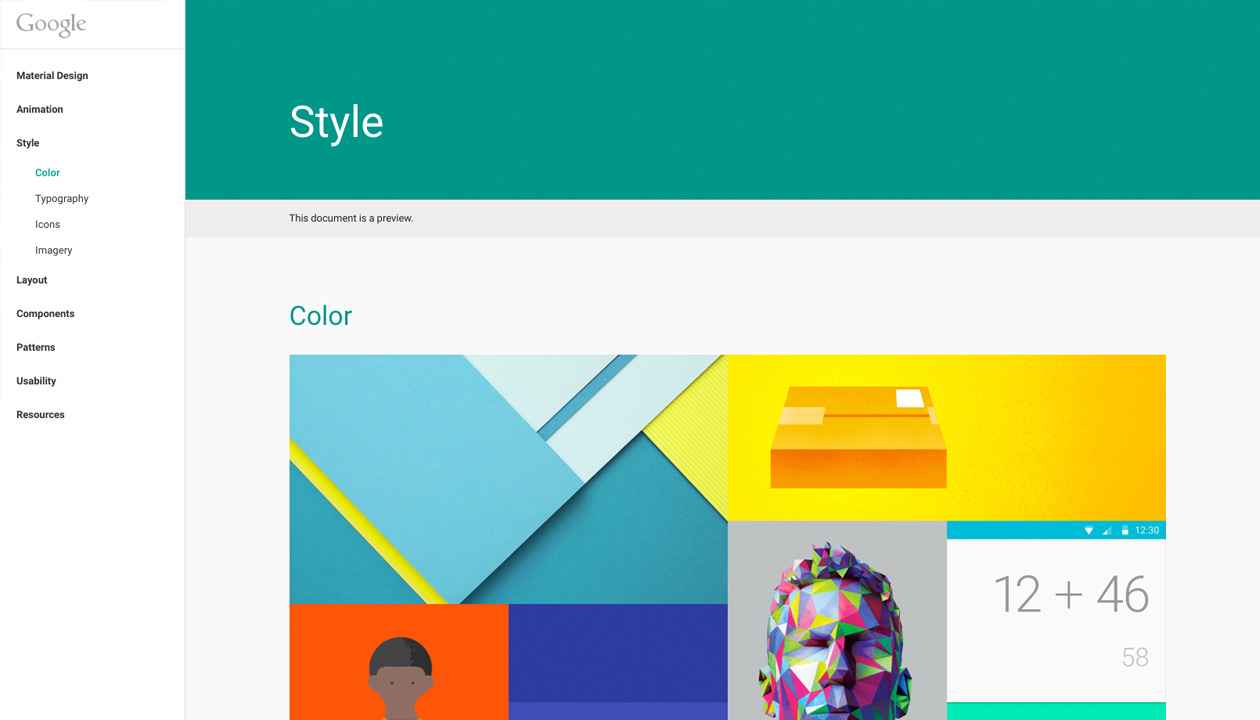 Google
Material Design
Animation
Style
Color
Typography
Icons
Imagery
Layout
Components
Patterns
Usability
Resources
Style
This document is a preview.
Color
12:30
12 + 46
58